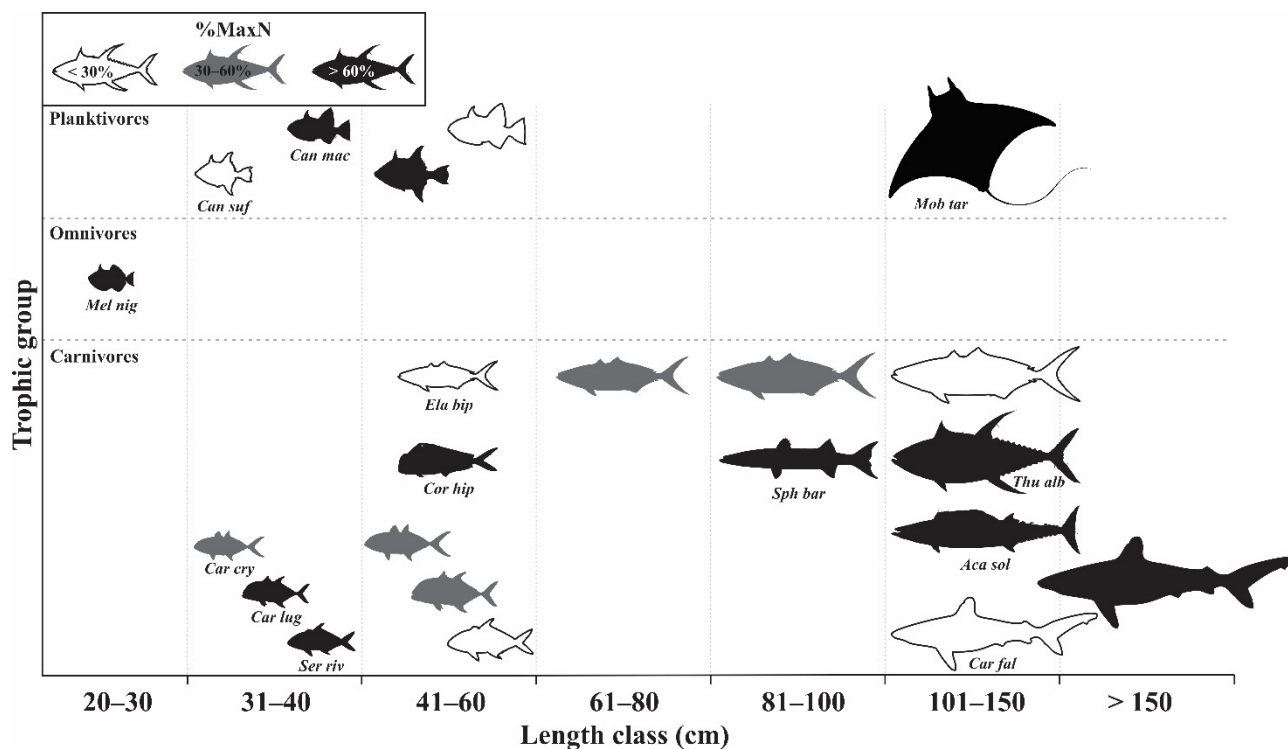 %MaxN
< 30% 30–60% > 60%
Planktivores
Can mac
Can suf
Mob tar
Omnivores
Mel nig
Carnivores
Ela bip
Cor hip
Sph bar
Thu alb
Car cry
Aca sol
Car lug
Ser riv
Car fal
Trophic group
20–30 31–40 41–60 61–80 81–100 101–150 > 150
Length class (cm)